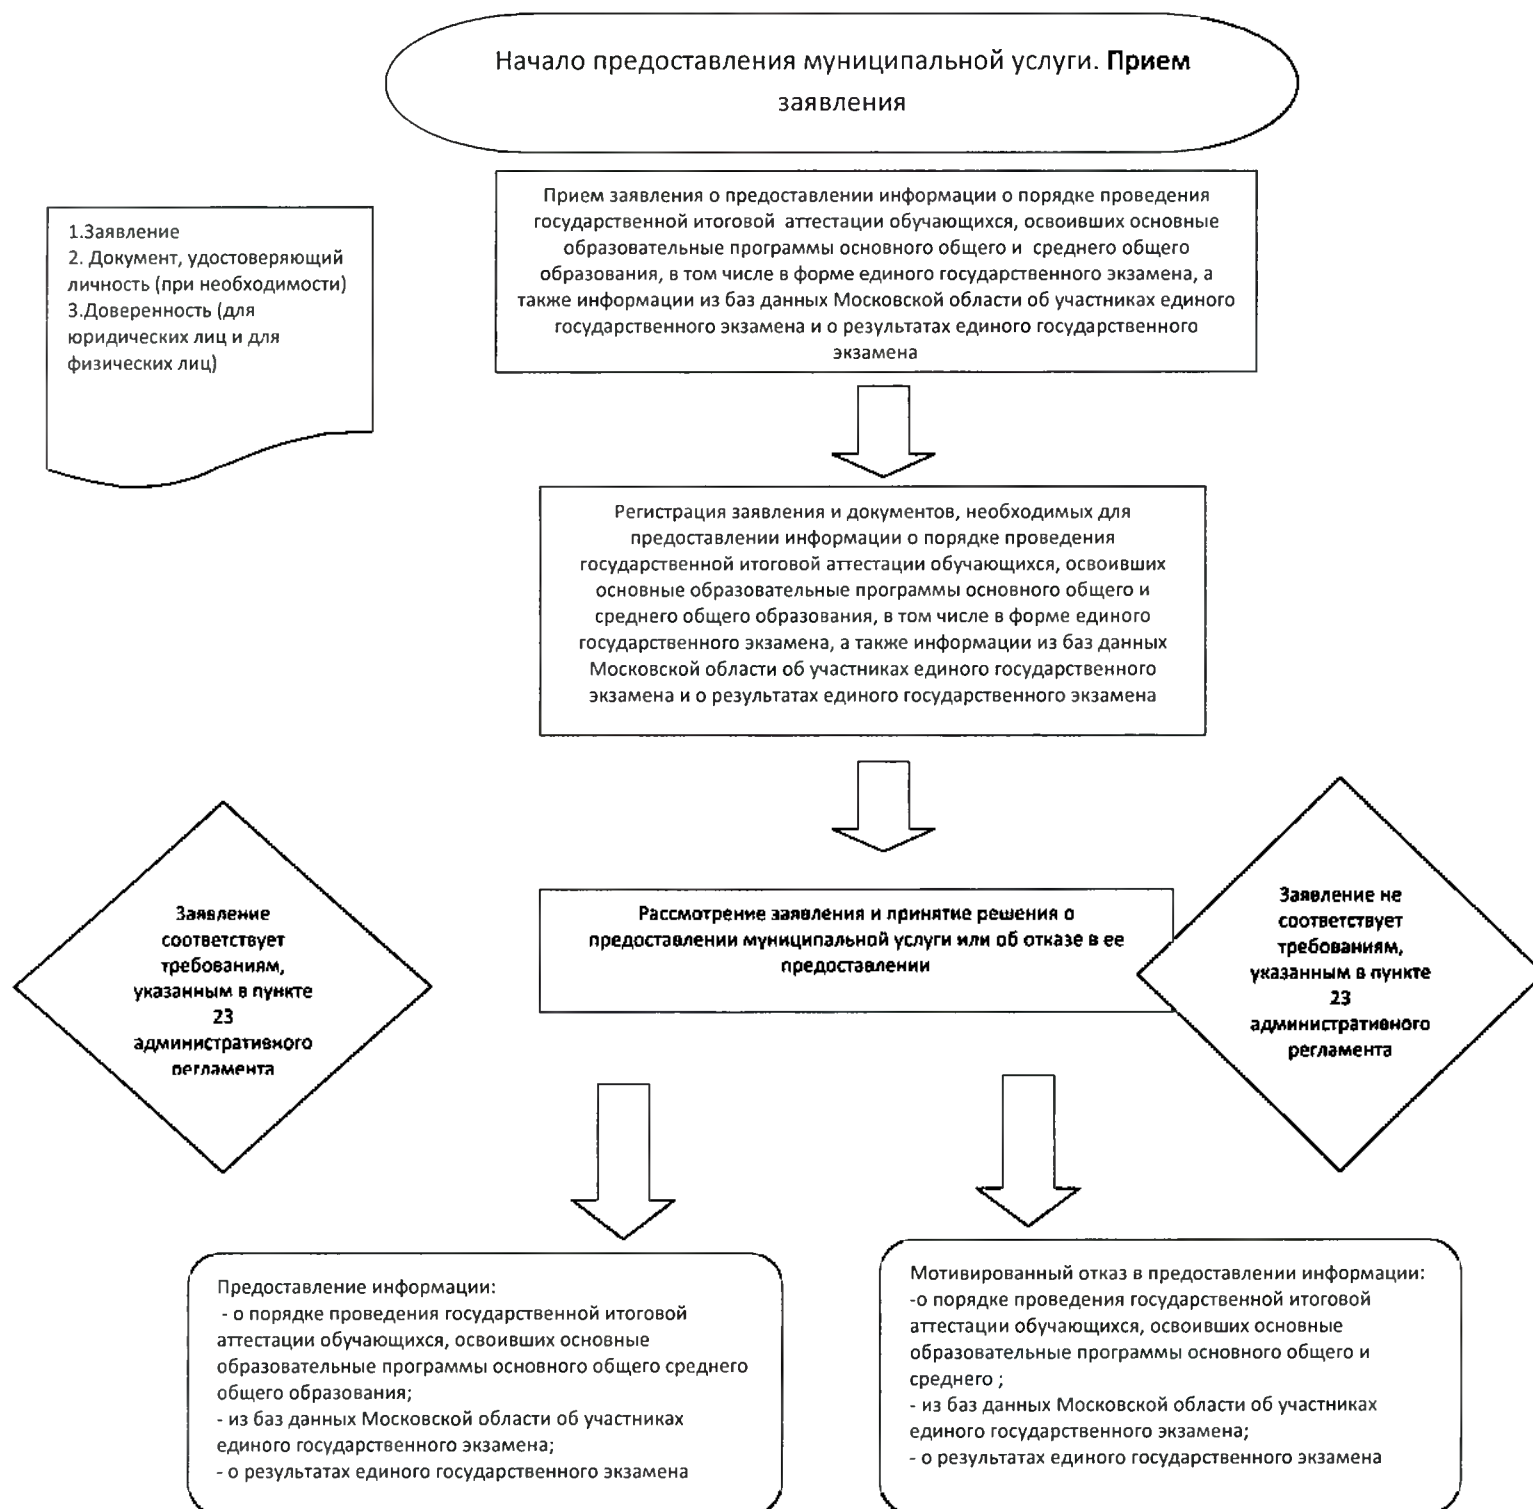 Начало предоставления муниципальной услуги. Прием
заявления
Прием заявления о предоставлении информации о порядке проведения
государственной итоговой аттестации обучающихся, освоивших основные
образовательные программы основного общего и среднего общего
образования, в том числе в форме единого государственного экзамена, а
также информации из баз данных Московской области об участниках единого
государственного экзамена и о результатах единого государственного
экзамена
1.Заявление
2. Документ, удостоверяющий
личность (при необходимости)
3.Доверенность (для
юридических лиц и для
физических лиц)
Регистрация заявления и документов, необходимых для
предоставлении информации о порядке проведения
государственной итоговой аттестации обучающихся, освоивших
основные образовательные программы основного общего и
среднего общего образования, в том числе в форме единого
государственного экзамена, а также информации из баз данных
Московской области об участниках единого государственного
экзамена и о результатах единого государственного экзамена
Заявление
соответствует
требованиям,
указанным в пункте
23
административного
регламента
Рассмотрение заявления и принятие решения о
предоставлении муниципальной услуги или об отказе в ее
предоставлении
Заявление не
соответствует
требованиям,
указанным в пункте
23
административного
регламента
Предоставление информации:
- о порядке проведения государственной итоговой
аттестации обучающихся, освоивших основные
образовательные программы основного общего среднего
общего образования;
- из баз данных Московской области об участниках
единого государственного экзамена;
- о результатах единого государственного экзамена
Мотивированный отказ в предоставлении информации:
-о порядке проведения государственной итоговой
аттестации обучающихся, освоивших основные
образовательные программы основного общего и
среднего ;
- из баз данных Московской области об участниках
единого государственного экзамена;
- о результатах единого государственного экзамена